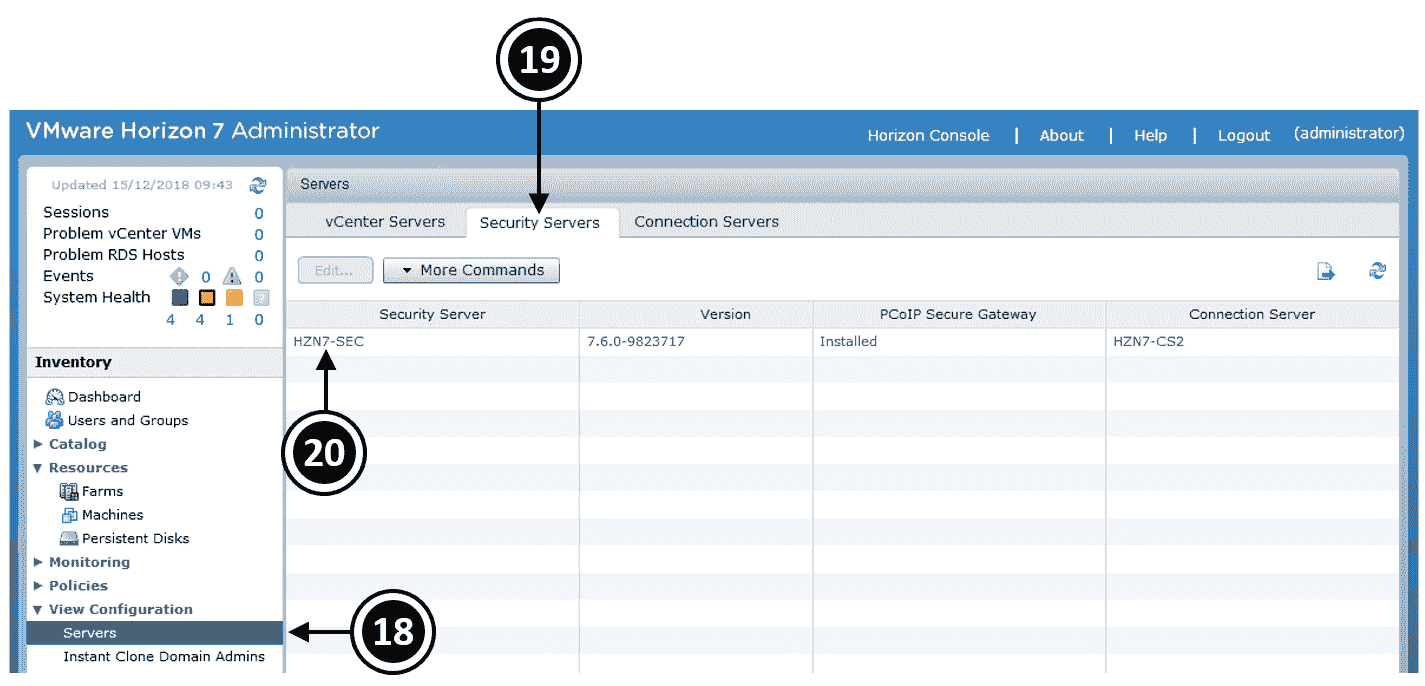 19
VMware Horizon 7 Administrator
Horizon Console | About | Help | Logout (administrator)
Updated 15/12/2018 09:43
Sessions 0
Problem vCenter VMs 0
Problem RDS Hosts 0
Events 0 0
System Health
4 4 1 0
Servers
vCenter Servers Security Servers Connection Servers
Edit... More Commands
Security Server Version PCoIP Secure Gateway Connection Server
HZN7-SEC 7.6.0-9823717 Installed HZN7-CS2
20
Inventory
Dashboard
Users and Groups
Catalog
Resources
Farms
Machines
Persistent Disks
Monitoring
Policies
View Configuration
Servers
18
Instant Clone Domain Admins